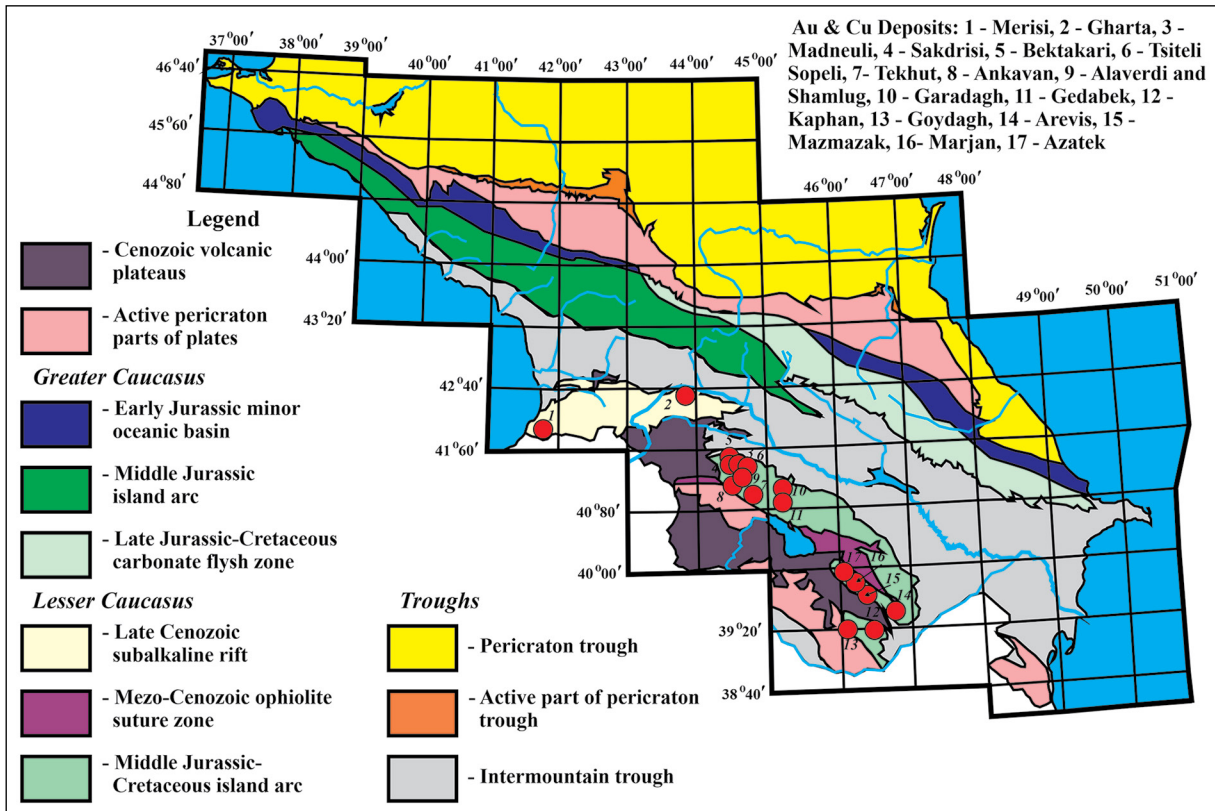 Au & Cu Deposits: 1 - Merisi, 2 - Gharta, 3 -
Madneuli, 4 - Sakdrisi, 5 - Bektakari, 6 - Tsiteli
Sopeli, 7- Tekhut, 8 - Ankavan, 9 - Alaverdi and
Shamlug, 10 - Garadagh, 11 - Gedabek, 12 -
Kaphan, 13 - Goydagh, 14 - Arevis, 15 -
Mazmazak, 16- Marjan, 17 - Azatek
37°00′
38°00′
39°00′
40°00′
41°00′
42°00′
43°00′
44°00′
45°00′
46°00′
47°00′
48°00′
49°00′
50°00′
51°00′
46°40′
45°60′
44°80′
44°00′
43°20′
42°40′
41°60′
40°80′
40°00′
39°20′
38°40′
1
2
5
3
6
9
7
8
10
11
17
16
15
14
12
13
Legend
- Cenozoic volcanic
plateaus
- Active pericraton
parts of plates
Greater Caucasus
- Early Jurassic minor
oceanic basin
- Middle Jurassic
island arc
- Late Jurassic-Cretaceous
carbonate flysh zone
Lesser Caucasus
- Late Cenozoic
subalkaline rift
- Mezo-Cenozoic ophiolite
suture zone
- Middle Jurassic-
Cretaceous island arc
Troughs
- Pericraton trough
- Active part of pericraton
trough
- Intermountain trough